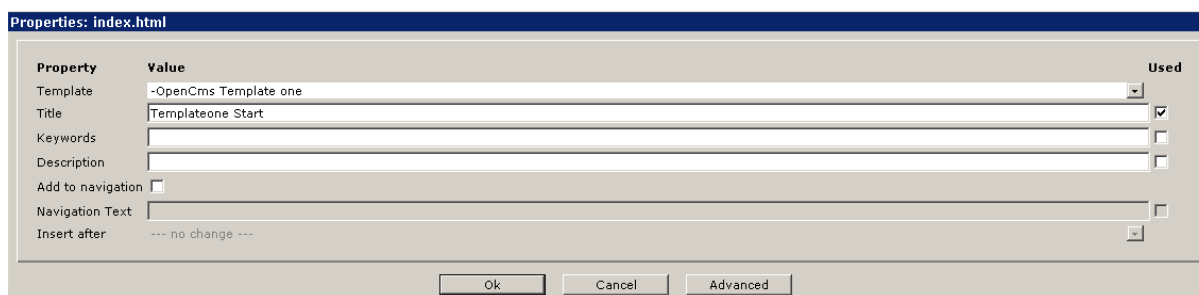 Properties: index.html
Property Value Used
Template -OpenCms Template one
Title Templateone Start
Keywords
Description
Add to navigation
Navigation Text
Insert after --- no change ---
Ok Cancel Advanced